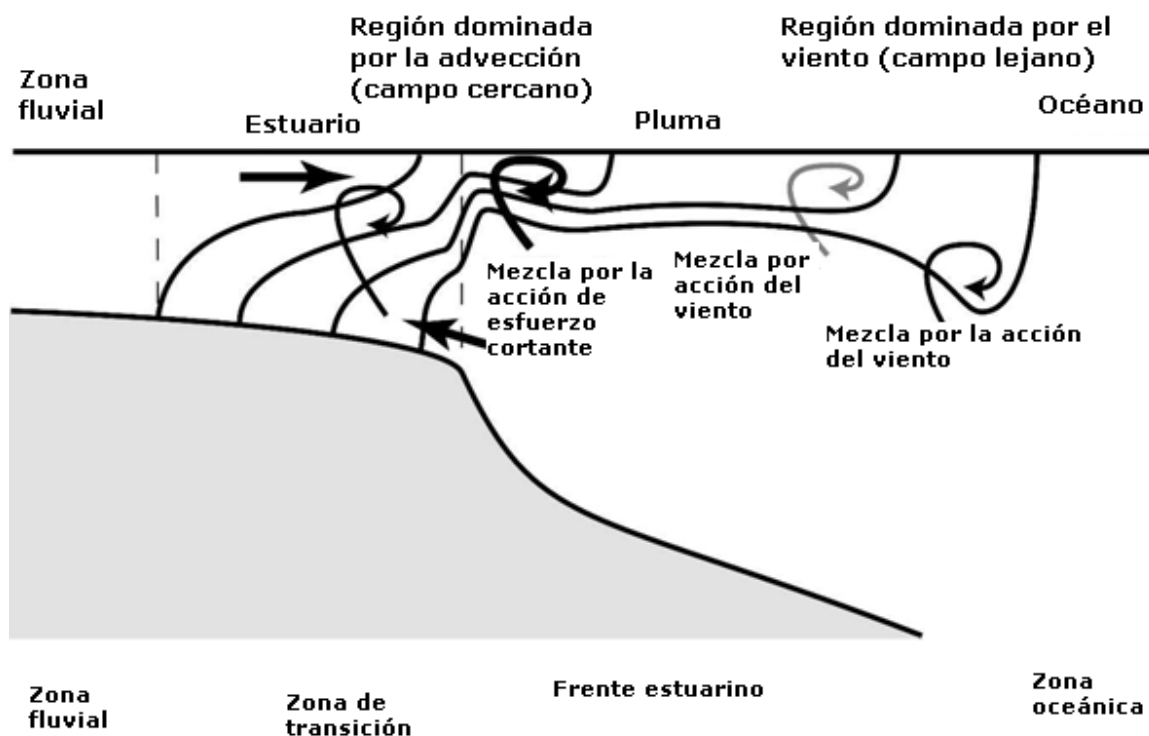 Zona
fluvial
Estuario
Región dominada
por la advección
(campo cercano)
Pluma
Región dominada por el
viento (campo lejano)
Océano
Mezcla por la
acción de
esfuerzo
cortante
Mezcla por
acción del
viento
Mezcla por la acción
del viento
Zona
fluvial
Zona de
transición
Frente estuarino
Zona
oceánica